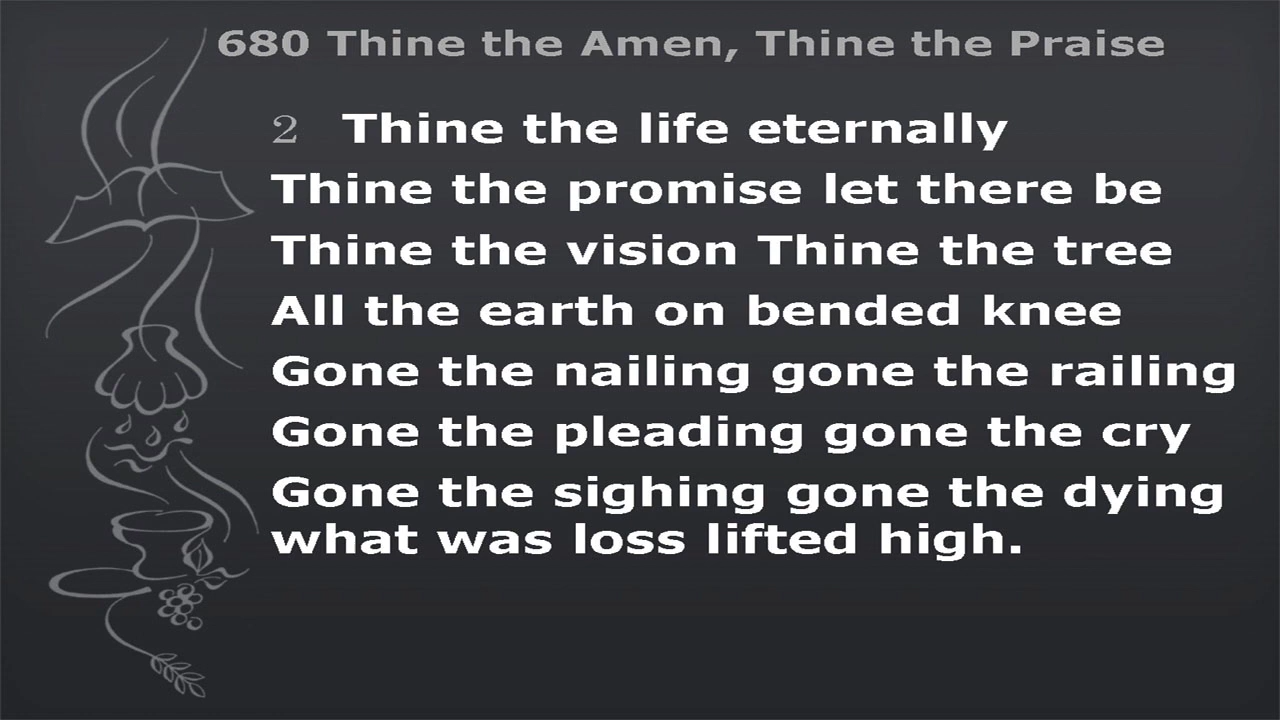 680 Thine the Amen, Thine the Praise
2 Thine the life eternally
Thine the promise let there be
Thine the vision Thine the tree
All the earth on bended knee
Gone the nailing gone the railing
Gone the pleading gone the cry
Gone the sighing gone the dying
what was loss lifted high.